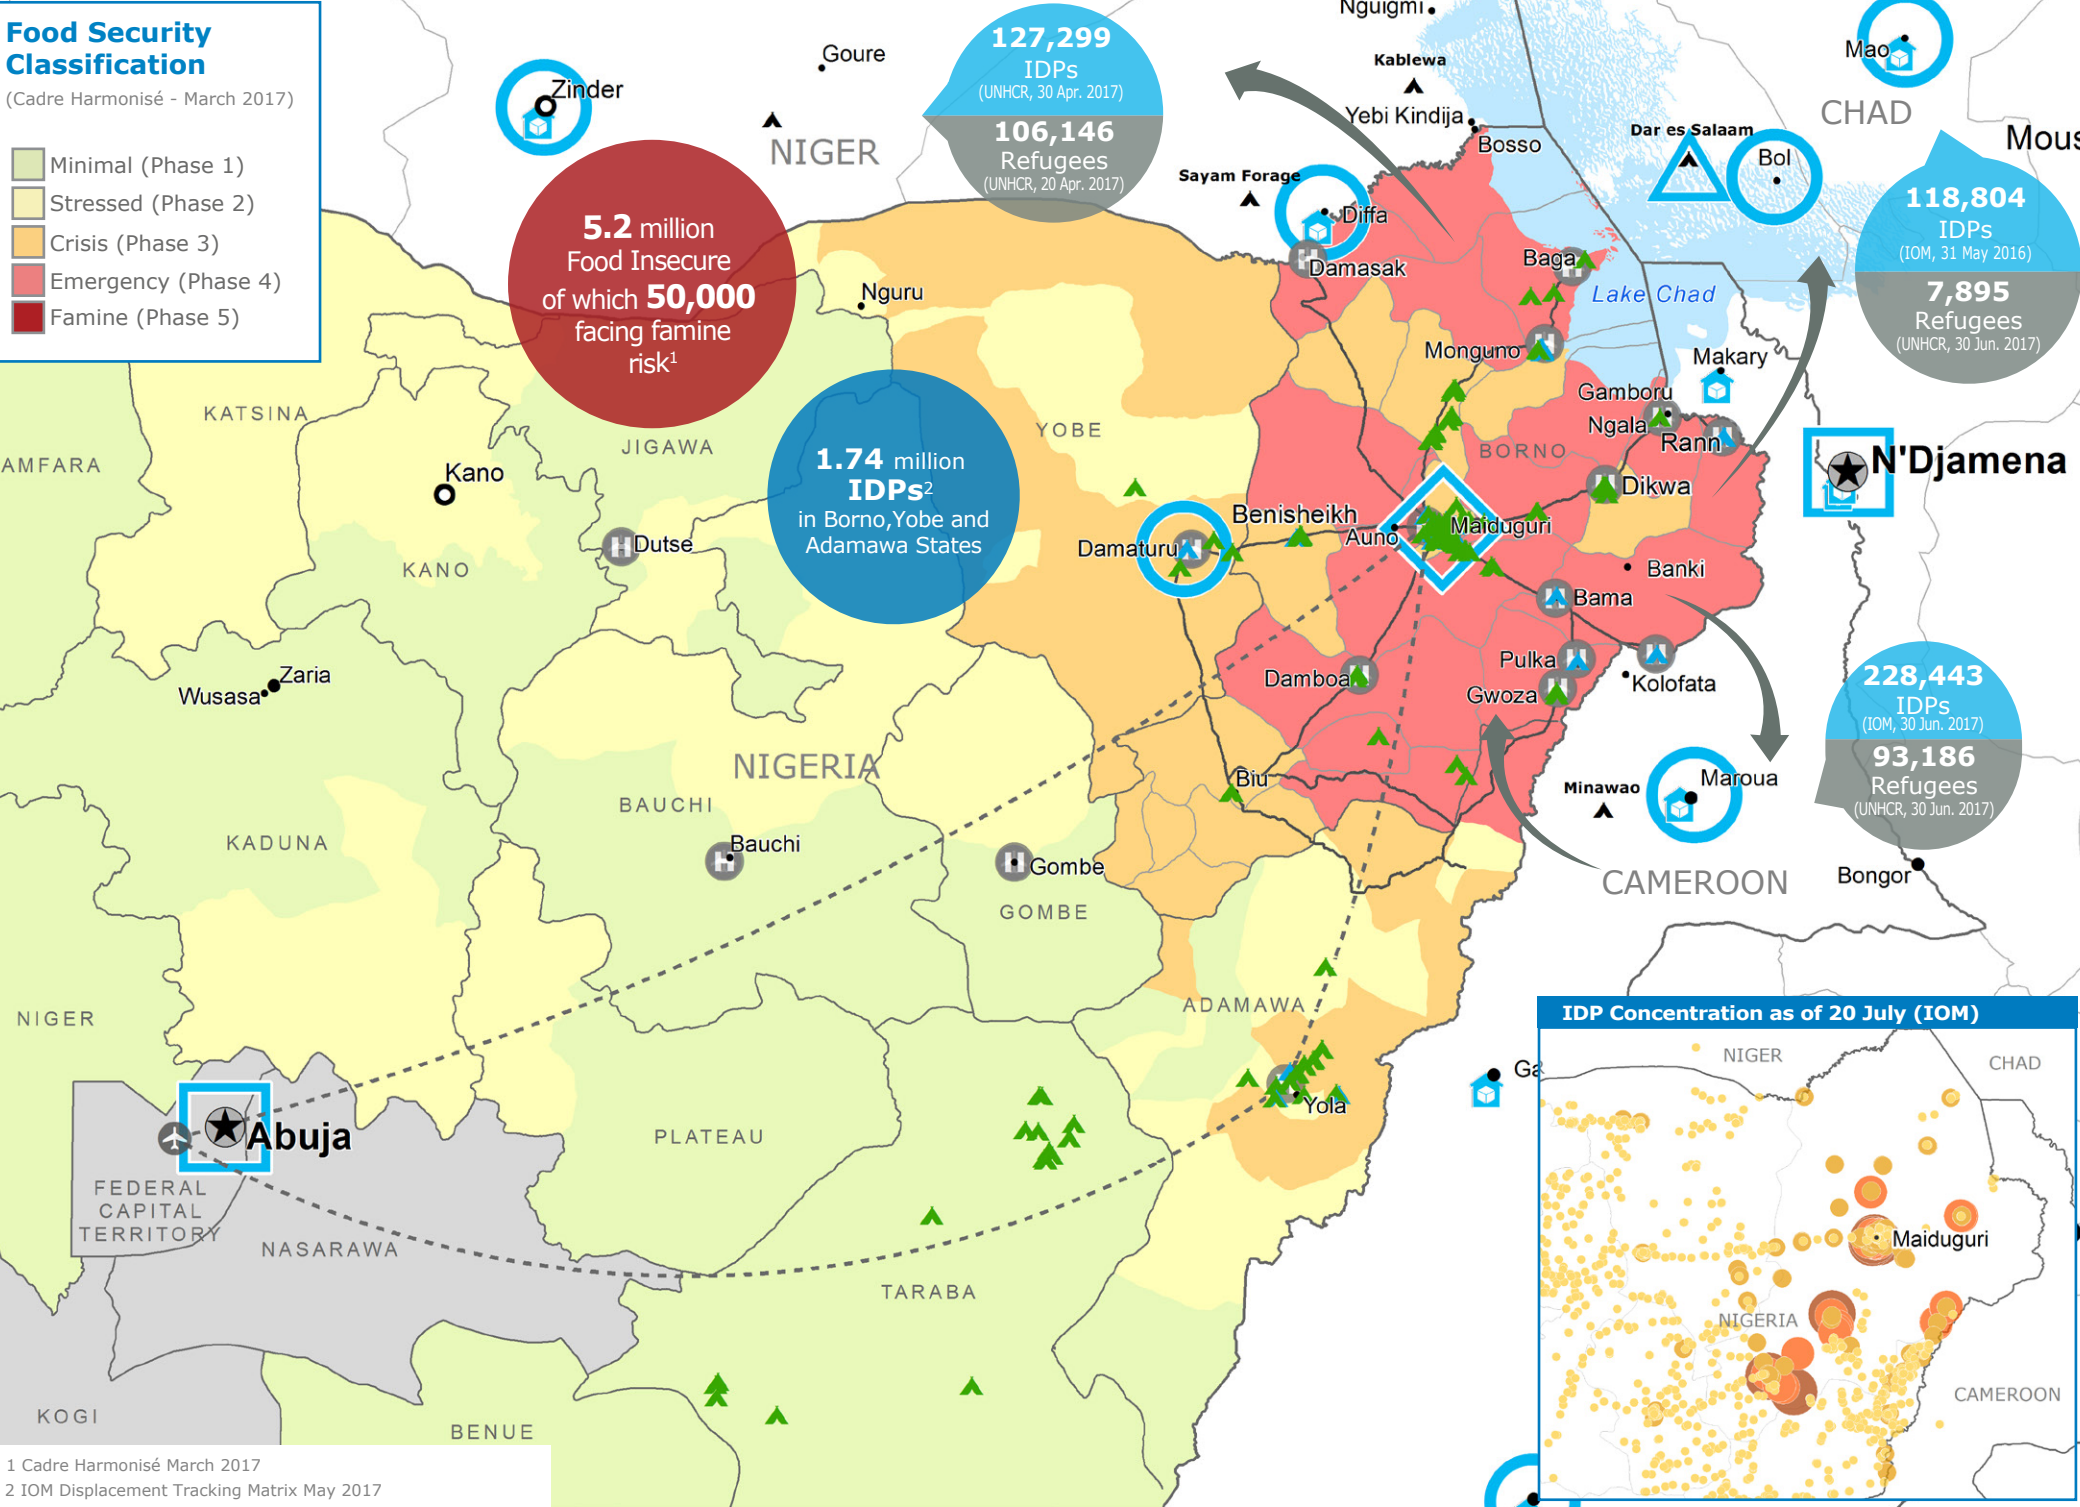 Food Security
Classification
(Cadre Harmonisé - March 2017)
Minimal (Phase 1)
Stressed (Phase 2)
Crisis (Phase 3)
Emergency (Phase 4)
Famine (Phase 5)
5.2 million
Food Insecure
of which 50,000
facing famine
risk1
1.74 million
IDPs2
in Borno,Yobe and
Adamawa States
127,299
IDPs
(UNHCR, 30 Apr. 2017)
106,146
Refugees
(UNHCR, 20 Apr. 2017)
118,804
IDPs
(IOM, 31 May 2016)
7,895
Refugees
(UNHCR, 30 Jun. 2017)
228,443
IDPs
(IOM, 30 Jun. 2017)
93,186
Refugees
(UNHCR, 30 Jun. 2017)
Nguigmi
Goure
Zinder
NIGER
Kablewa
Yebi Kindija
Bosso
Sayam Forage
Diffa
Damasak
Mao
CHAD
Dar es Salaam
Bol
Baga
Lake Chad
Nguru
Monguno
Makary
Gamboru
Ngala
Rann
N'Djamena
KATSINA
Kano
JIGAWA
YOBE
BORNO
AMFARA
Dikwa
Benisheikh
Auno
Maiduguri
Damaturu
Dutse
KANO
Banki
Bama
Zaria
Wusasa
Damboa
Pulka
Gwoza
Kolofata
NIGERIA
Biu
Minawao
Maroua
BAUCHI
KADUNA
Bauchi
Gombe
GOMBE
CAMEROON
Bongor
NIGER
ADAMAWA
Yola
Abuja
PLATEAU
FEDERAL
CAPITAL
TERRITORY
NASARAWA
TARABA
KOGI
BENUE
IDP Concentration as of 20 July (IOM)
NIGER
CHAD
Maiduguri
NIGERIA
CAMEROON
1 Cadre Harmonisé March 2017
2 IOM Displacement Tracking Matrix May 2017